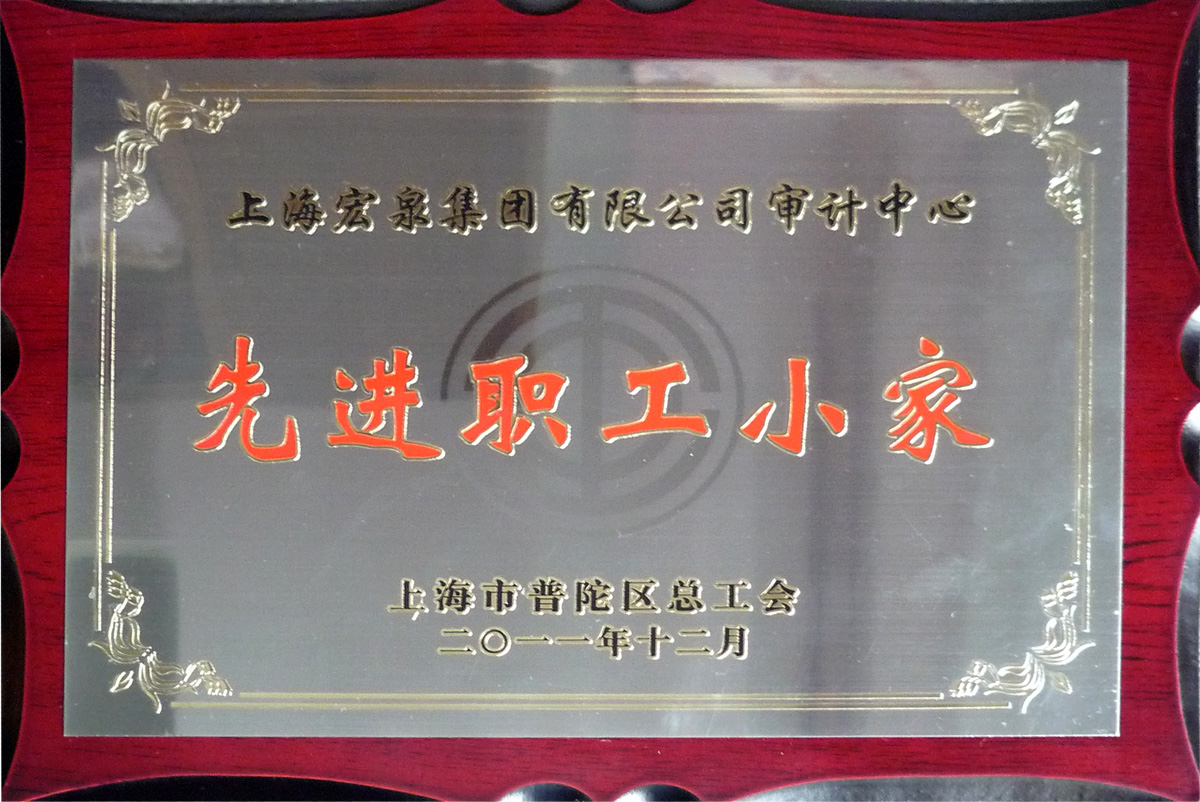 上海宏泉集团有限公司审计中心
先进职工小家
上海市普陀区总工会
二〇一一年十二月